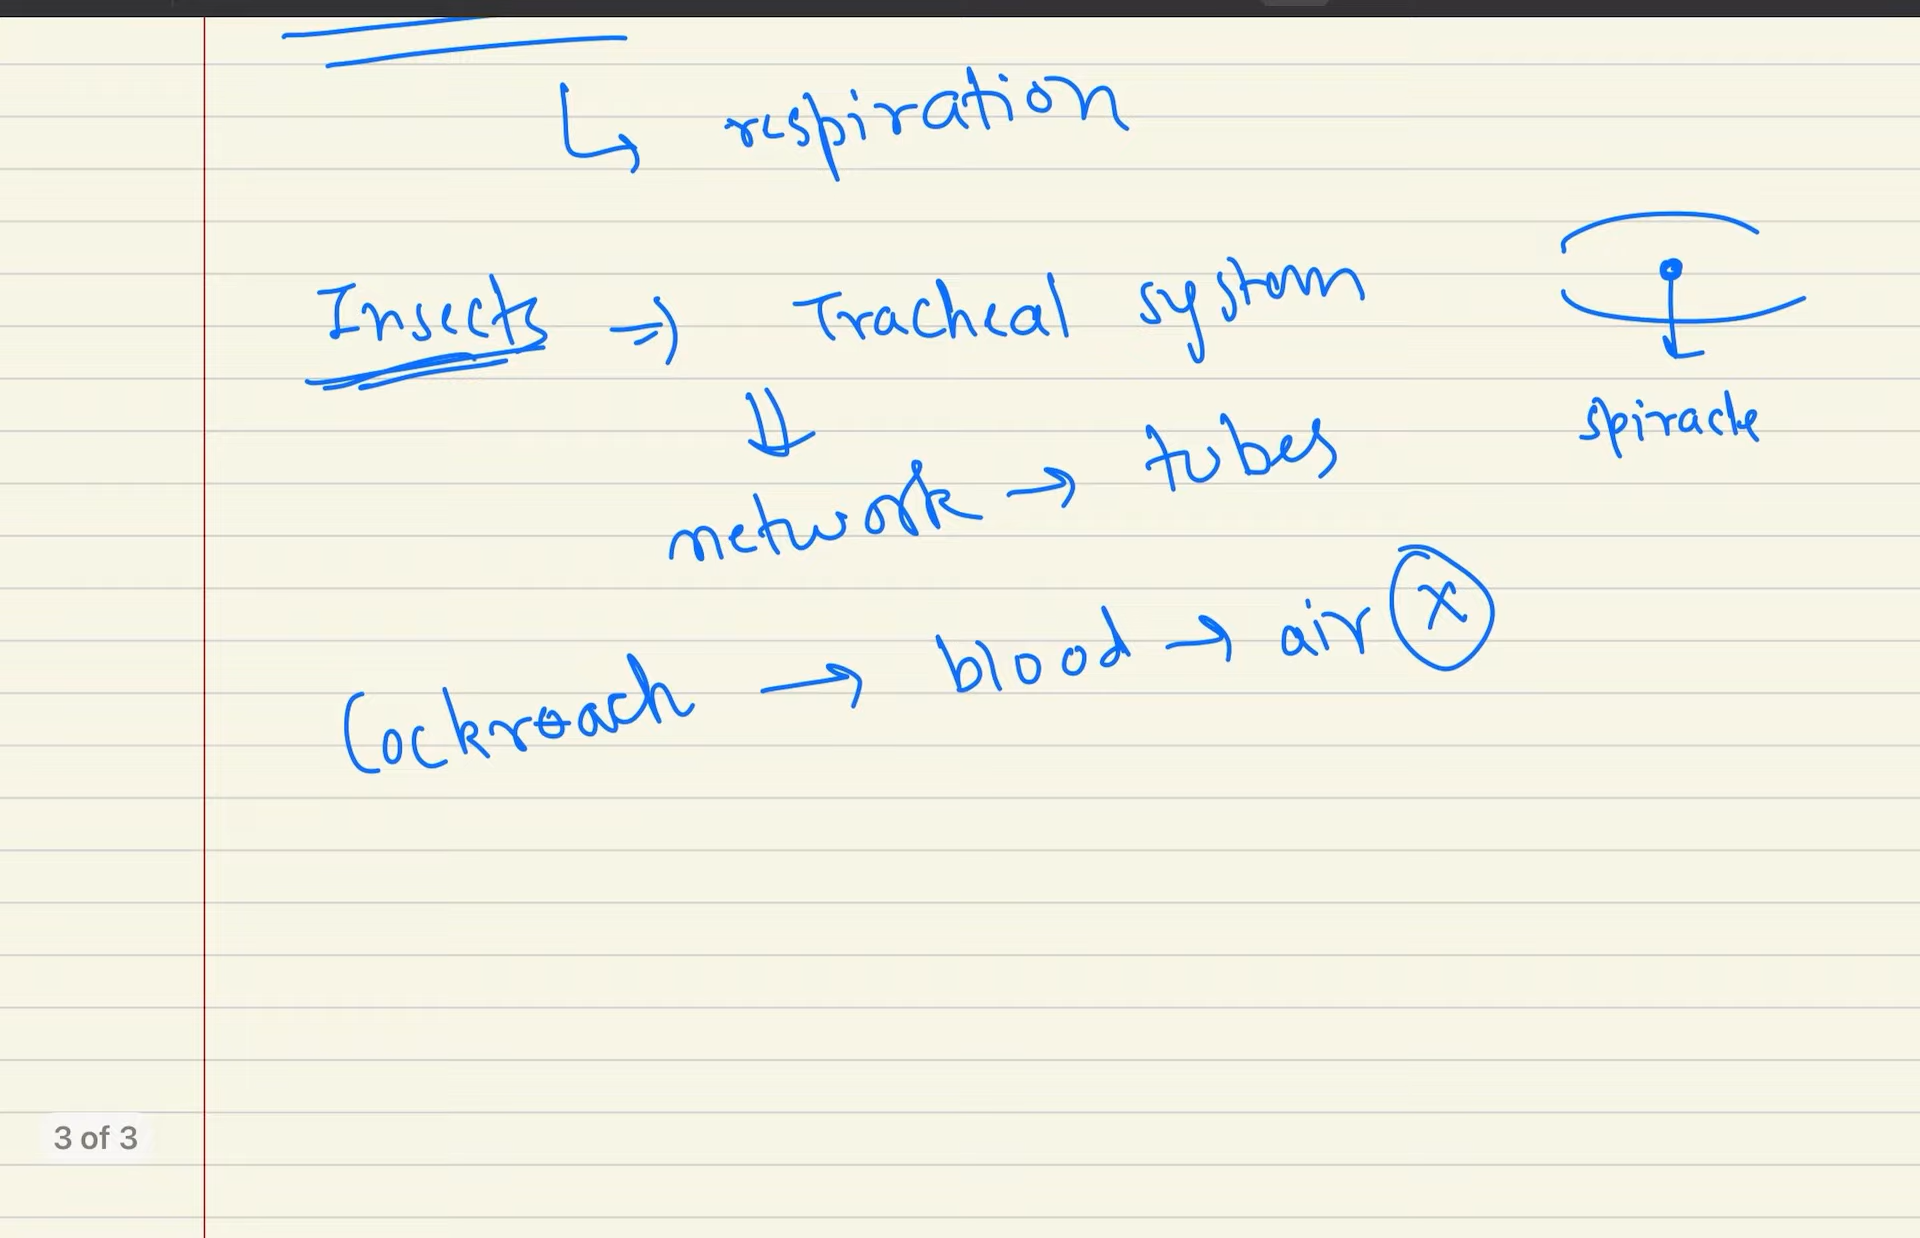 ↳ respiration
Insects ⇒ Tracheal system
spiracle
⇓
network → tubes
Cockroach → blood → air X
3 of 3